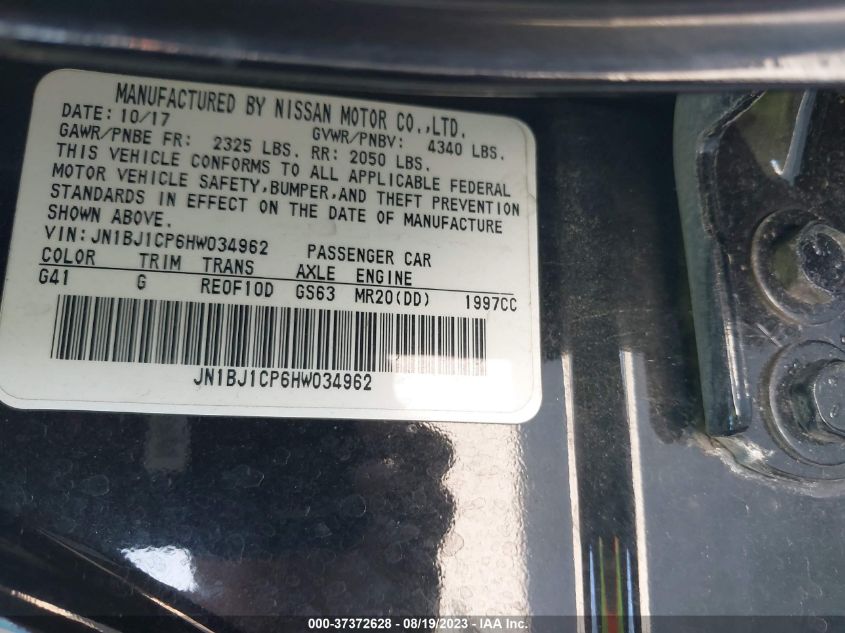 MANUFACTURED BY NISSAN MOTOR CO.,LTD.
DATE: 10/17 GVWR/PNBV: 4340 LBS.
GAWR/PNBE FR: 2325 LBS. RR: 2050 LBS.
THIS VEHICLE CONFORMS TO ALL APPLICABLE FEDERAL
MOTOR VEHICLE SAFETY,BUMPER,AND THEFT PREVENTION
STANDARDS IN EFFECT ON THE DATE OF MANUFACTURE
SHOWN ABOVE.
VIN:JN1BJ1CP6HW034962 PASSENGER CAR
COLOR TRIM TRANS AXLE ENGINE
G41 G RE0F10D GS63 MR20(DD) 1997CC
JN1BJ1CP6HW034962
000-37372628 - 08/19/2023 - IAA Inc.